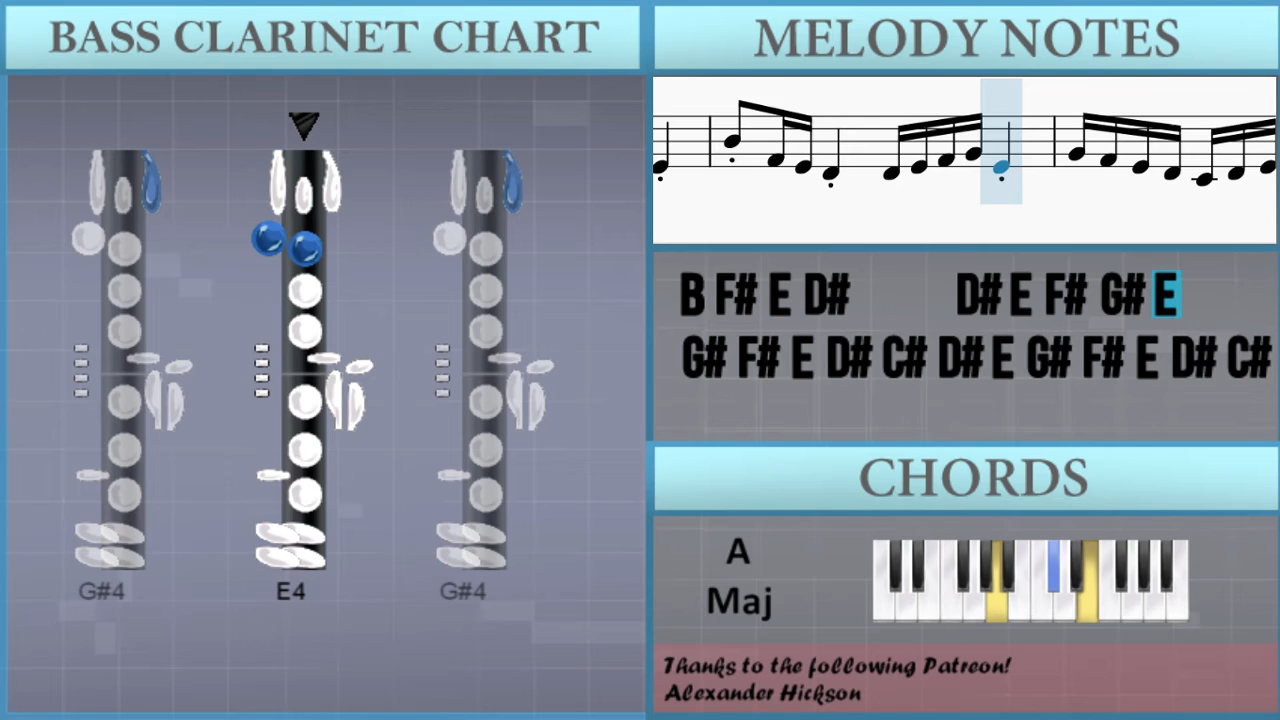 BASS CLARINET CHART
G#4 E4 G#4
MELODY NOTES
B F# E D# D# E F# G# E
G# F# E D# C# D# E G# F# E D# C#
CHORDS
A
Maj
Thanks to the following Patreon!
Alexander Hickson